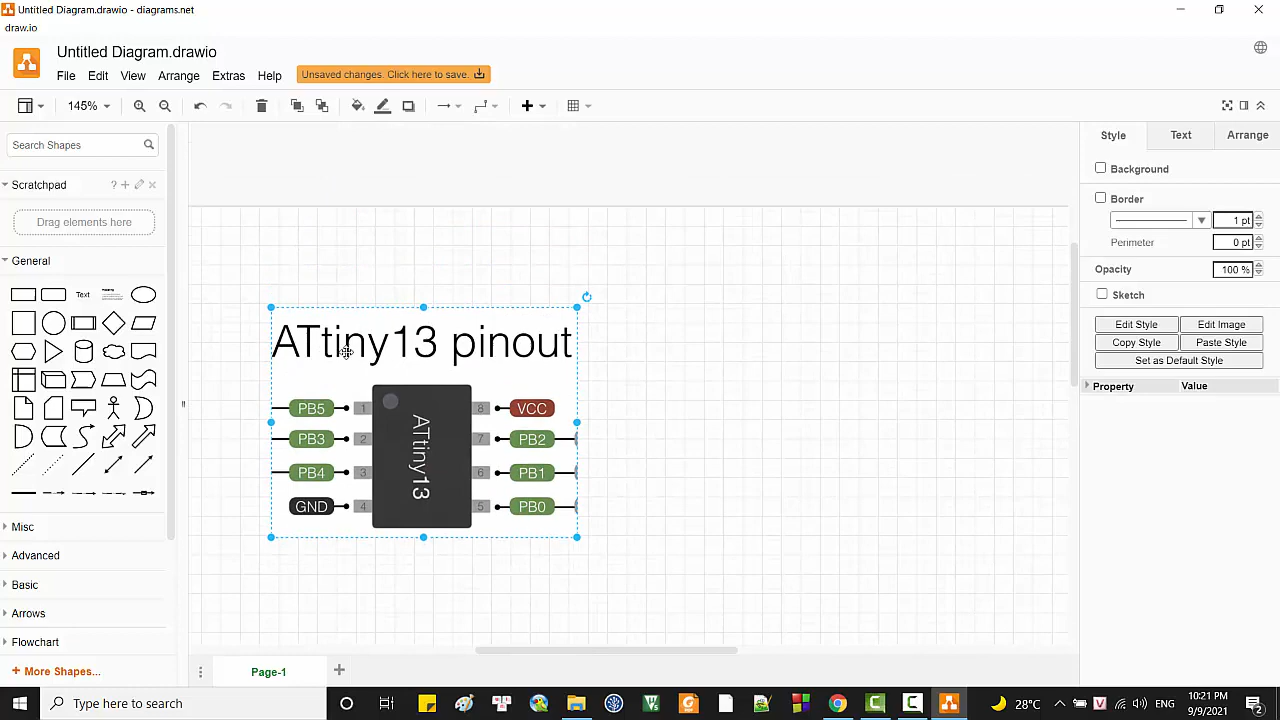 Untitled Diagram.drawio - diagrams.net
draw.io
Untitled Diagram.drawio
File Edit View Arrange Extras Help Unsaved changes. Click here to save.
145%
Search Shapes
Scratchpad ?
Drag elements here
General
Text
Misc
Advanced
Basic
Arrows
Flowchart
+ More Shapes...
ATtiny13 pinout
PB5 1 8 VCC
PB3 2 7 PB2
PB4 3 6 PB1
GND 4 5 PB0
ATtiny13
Style Text Arrange
Background
Border
1 pt
Perimeter 0 pt
Opacity 100 %
Sketch
Edit Style Edit Image
Copy Style Paste Style
Set as Default Style
Property Value
Page-1
Type here to search
28°C ENG 10:21 PM
9/9/2021